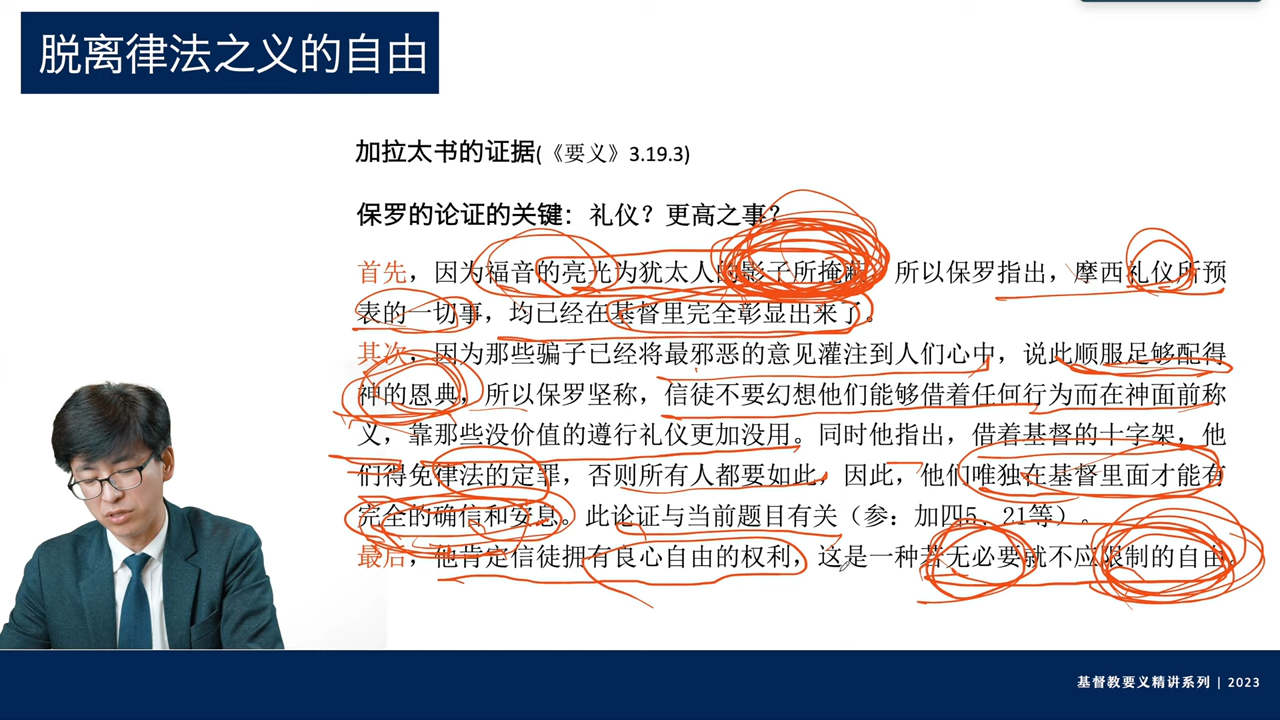 脱离律法之义的自由
加拉太书的证据(《要义》3.19.3)
保罗的论证的关键：礼仪？更高之事？
首先，因为福音的亮光为犹太人的影子所掩蔽，所以保罗指出，摩西礼仪所预
表的一切事，均已经在基督里完全彰显出来了。
其次，因为那些骗子已经将最邪恶的意见灌注到人们心中，说此顺服足够配得
神的恩典，所以保罗坚称，信徒不要幻想他们能够借着任何行为而在神面前称
义，靠那些没价值的遵行礼仪更加没用。同时他指出，借着基督的十字架，他
们得免律法的定罪，否则所有人都要如此，因此，他们唯独在基督里面才能有
完全的确信和安息。此论证与当前题目有关（参：加四5，21等）。
最后，他肯定信徒拥有良心自由的权利，这是一种若无必要就不应限制的自由。
基督教要义精讲系列 | 2023